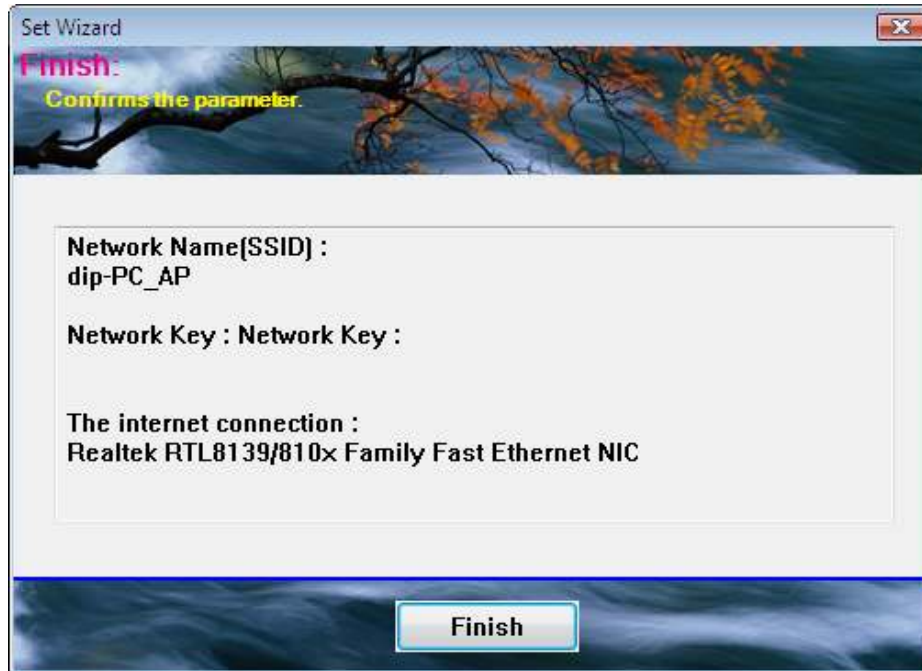 Set Wizard
Finish:
Confirms the parameter.
Network Name(SSID) :
dip-PC_AP
Network Key : Network Key :
The internet connection :
Realtek RTL8139/810x Family Fast Ethernet NIC
Finish